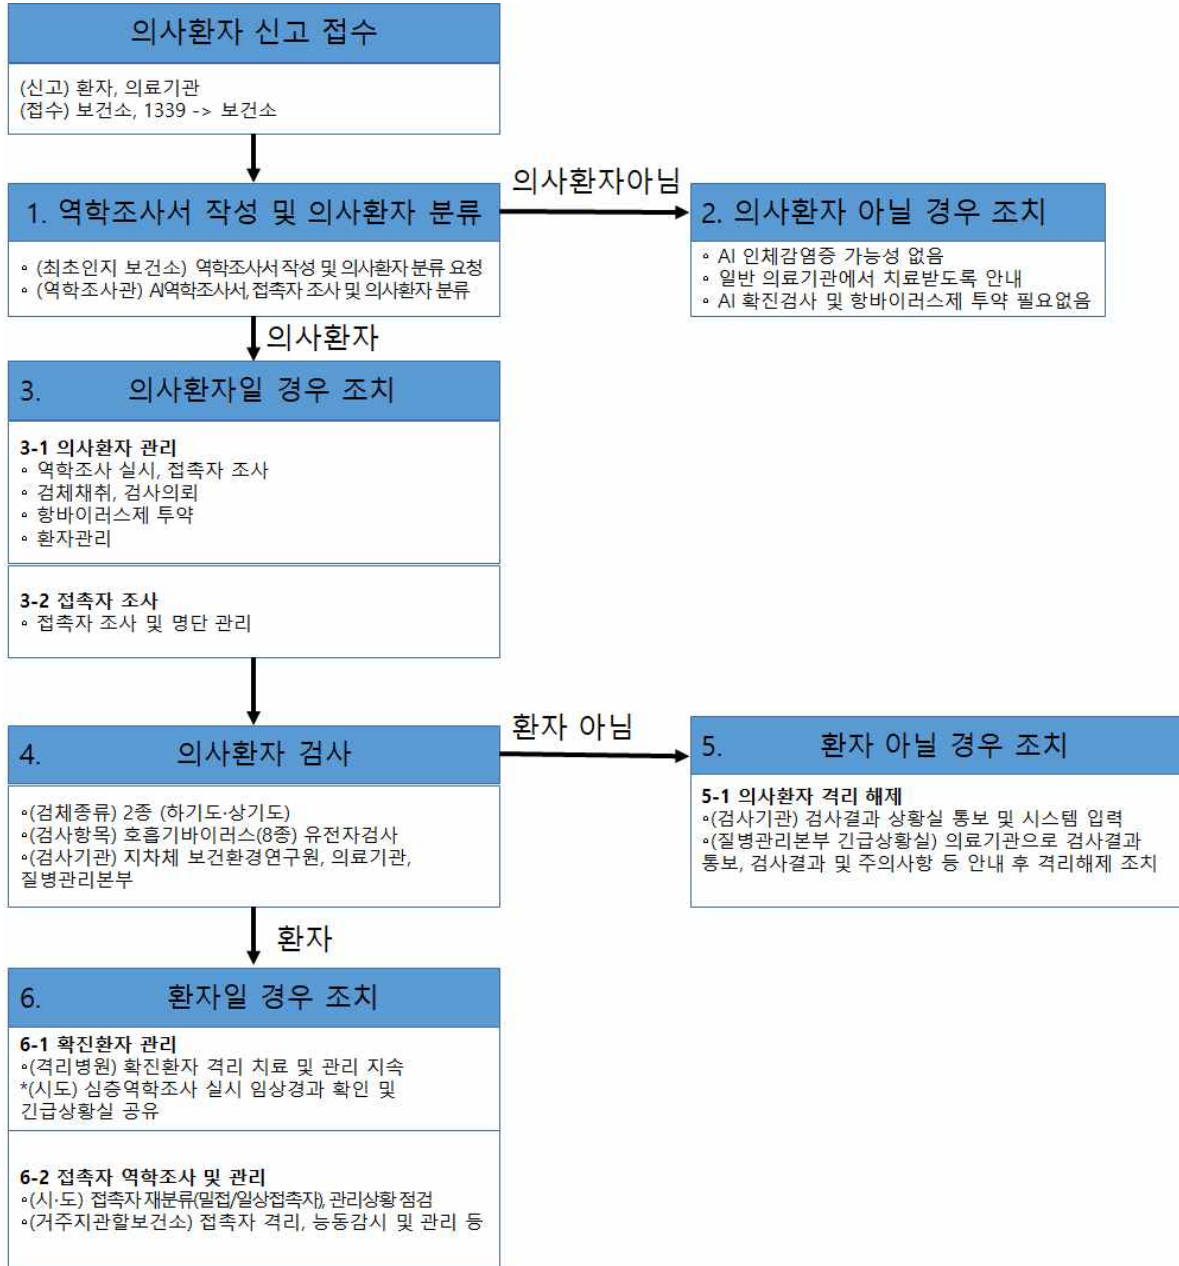 의사환자 신고 접수
(신고) 환자, 의료기관
(접수) 보건소, 1339 -> 보건소
의사환자아님
1. 역학조사서 작성 및 의사환자 분류
◦ (최초인지 보건소) 역학조사서 작성 및 의사환자 분류 요청
◦ (역학조사관) AI역학조사서, 접촉자 조사 및 의사환자 분류
2. 의사환자 아닐 경우 조치
◦ AI 인체감염증 가능성 없음
◦ 일반 의료기관에서 치료받도록 안내
◦ AI 확진검사 및 항바이러스제 투약 필요없음
의사환자
3. 의사환자일 경우 조치
3-1 의사환자 관리
◦ 역학조사 실시, 접촉자 조사
◦ 검체채취, 검사의뢰
◦ 항바이러스제 투약
◦ 환자관리
3-2 접촉자 조사
◦ 접촉자 조사 및 명단 관리
환자 아님
4. 의사환자 검사
◦(검체종류) 2종 (하기도·상기도)
◦(검사항목) 호흡기바이러스(8종) 유전자검사
◦(검사기관) 지차체 보건환경연구원, 의료기관,
질병관리본부
5. 환자 아닐 경우 조치
5-1 의사환자 격리 해제
◦(검사기관) 검사결과 상황실 통보 및 시스템 입력
◦(질병관리본부 긴급상황실) 의료기관으로 검사결과
통보, 검사결과 및 주의사항 등 안내 후 격리해제 조치
환자
6. 환자일 경우 조치
6-1 확진환자 관리
◦(격리병원) 확진환자 격리 치료 및 관리 지속
*(시도) 심층역학조사 실시 임상경과 확인 및
긴급상황실 공유
6-2 접촉자 역학조사 및 관리
◦(시·도) 접촉자 재분류(밀접/일상접촉자), 관리상황 점검
◦(거주지관할보건소) 접촉자 격리, 능동감시 및 관리 등